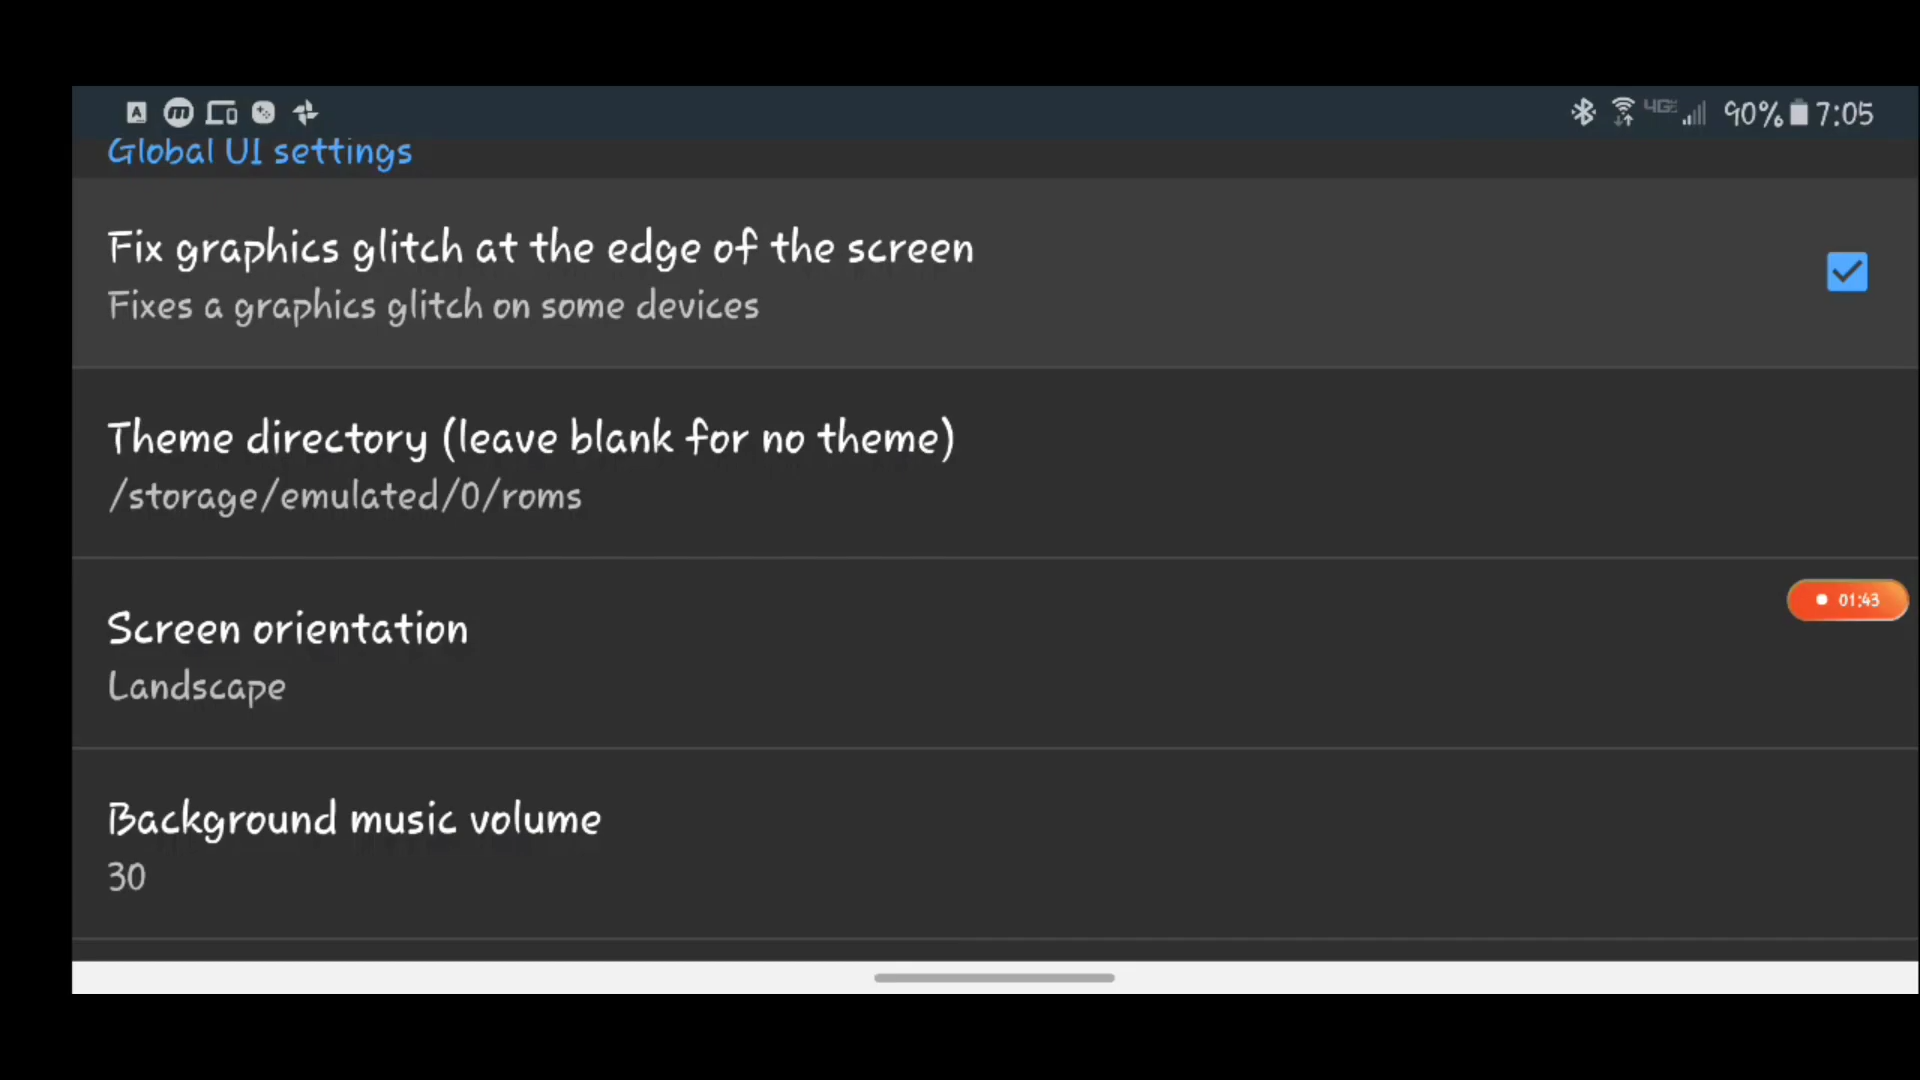 90% 7:05
Global UI settings
Fix graphics glitch at the edge of the screen
Fixes a graphics glitch on some devices
Theme directory (leave blank for no theme)
/storage/emulated/0/roms
01:43
Screen orientation
Landscape
Background music volume
30